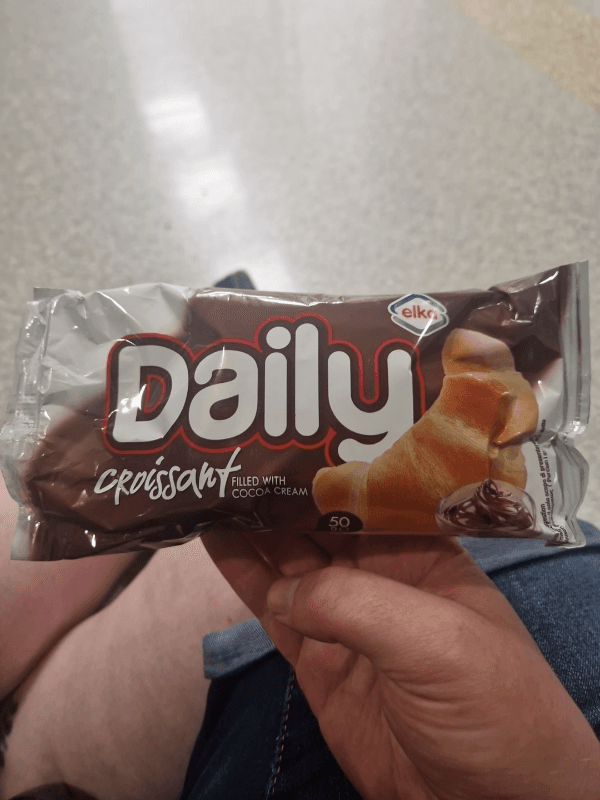 elka
Daily
croissant
FILLED WITH
COCOA CREAM
50